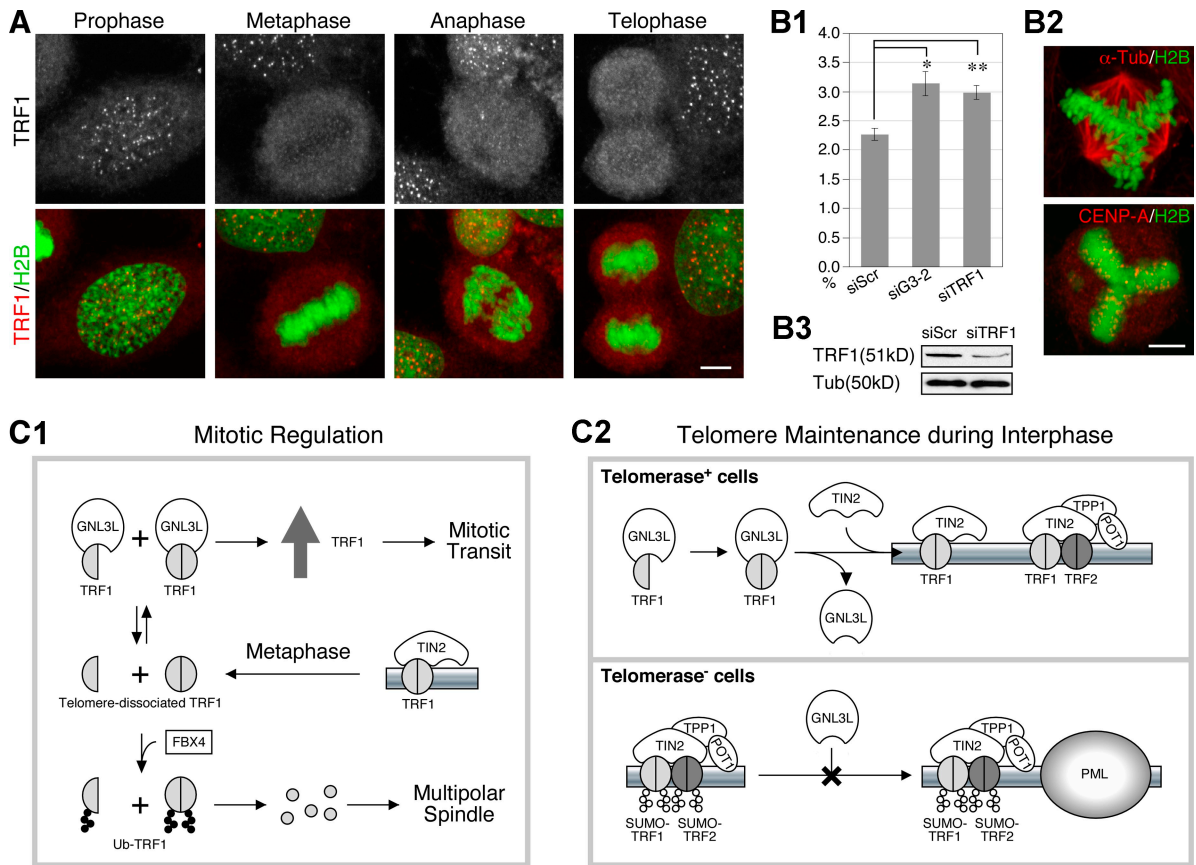 A
Prophase
Metaphase
Anaphase
Telophase
TRF1
TRF1/H2B
B1
4.0
3.5
3.0
2.5
2.0
1.5
1.0
0.5
0.0
%
*
**
siScr
siG3-2
siTRF1
B2
α-Tub/H2B
CENP-A/H2B
B3
siScr siTRF1
TRF1(51kD)
Tub(50kD)
C1
Mitotic Regulation
GNL3L
+
GNL3L
TRF1
TRF1
TRF1
Mitotic
Transit
+
Telomere-dissociated TRF1
Metaphase
TIN2
TRF1
FBX4
+
Ub-TRF1
Multipolar
Spindle
C2
Telomere Maintenance during Interphase
Telomerase⁺ cells
GNL3L
TRF1
GNL3L
TRF1
TIN2
GNL3L
TIN2
TRF1
TPP1
TIN2
POT1
TRF1 TRF2
Telomerase⁻ cells
TPP1
TIN2
POT1
SUMO-
TRF1
SUMO-
TRF2
GNL3L
TPP1
TIN2
POT1
PML
SUMO-
TRF1
SUMO-
TRF2